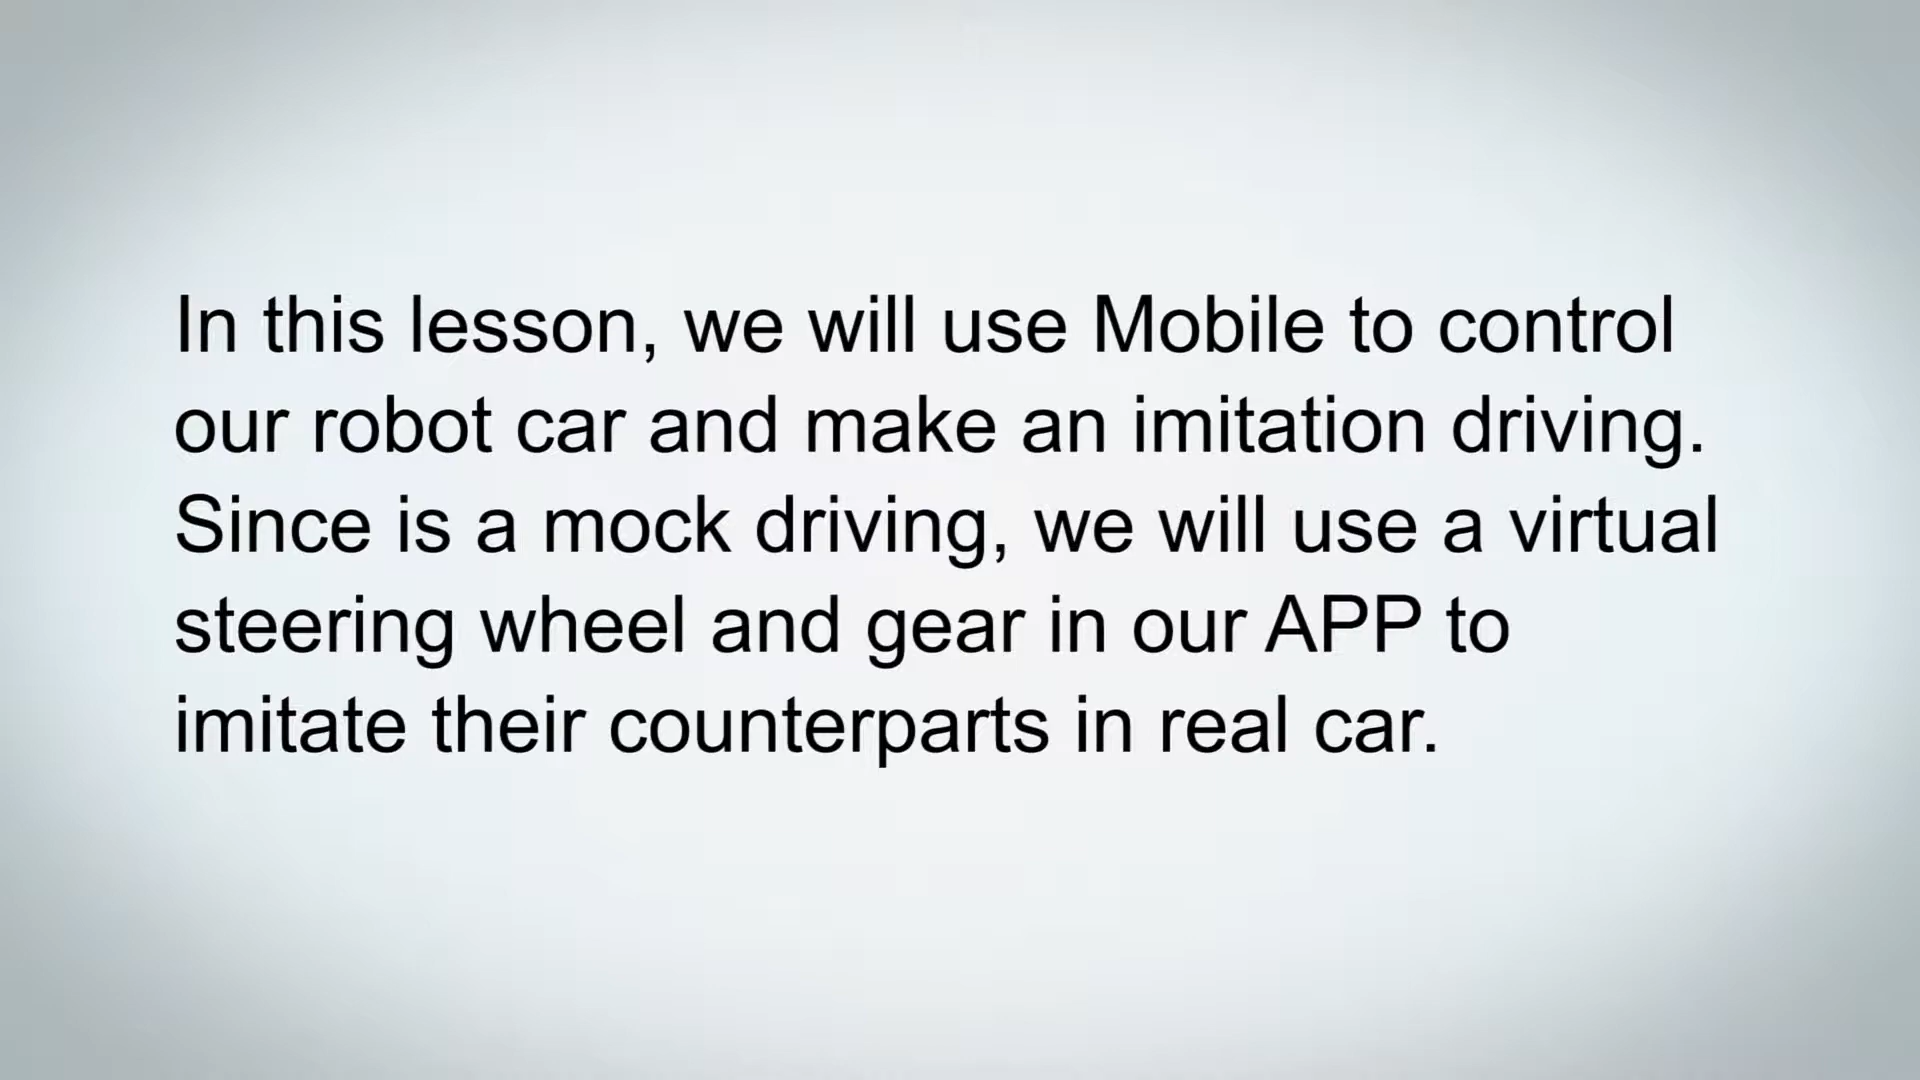 In this lesson, we will use Mobile to control
our robot car and make an imitation driving.
Since is a mock driving, we will use a virtual
steering wheel and gear in our APP to
imitate their counterparts in real car.